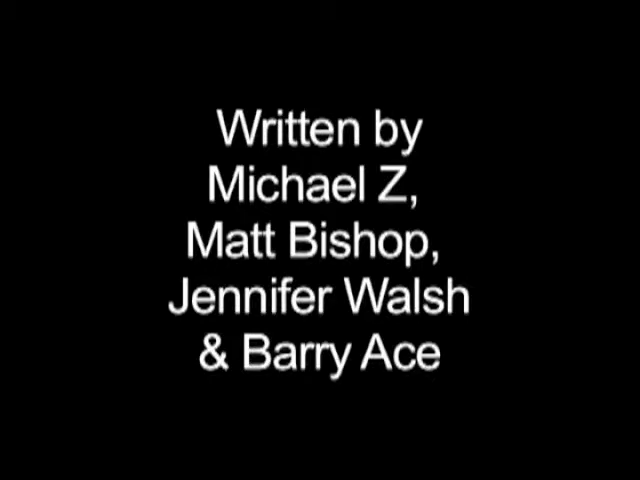 Written by
Michael Z,
Matt Bishop,
Jennifer Walsh
& Barry Ace